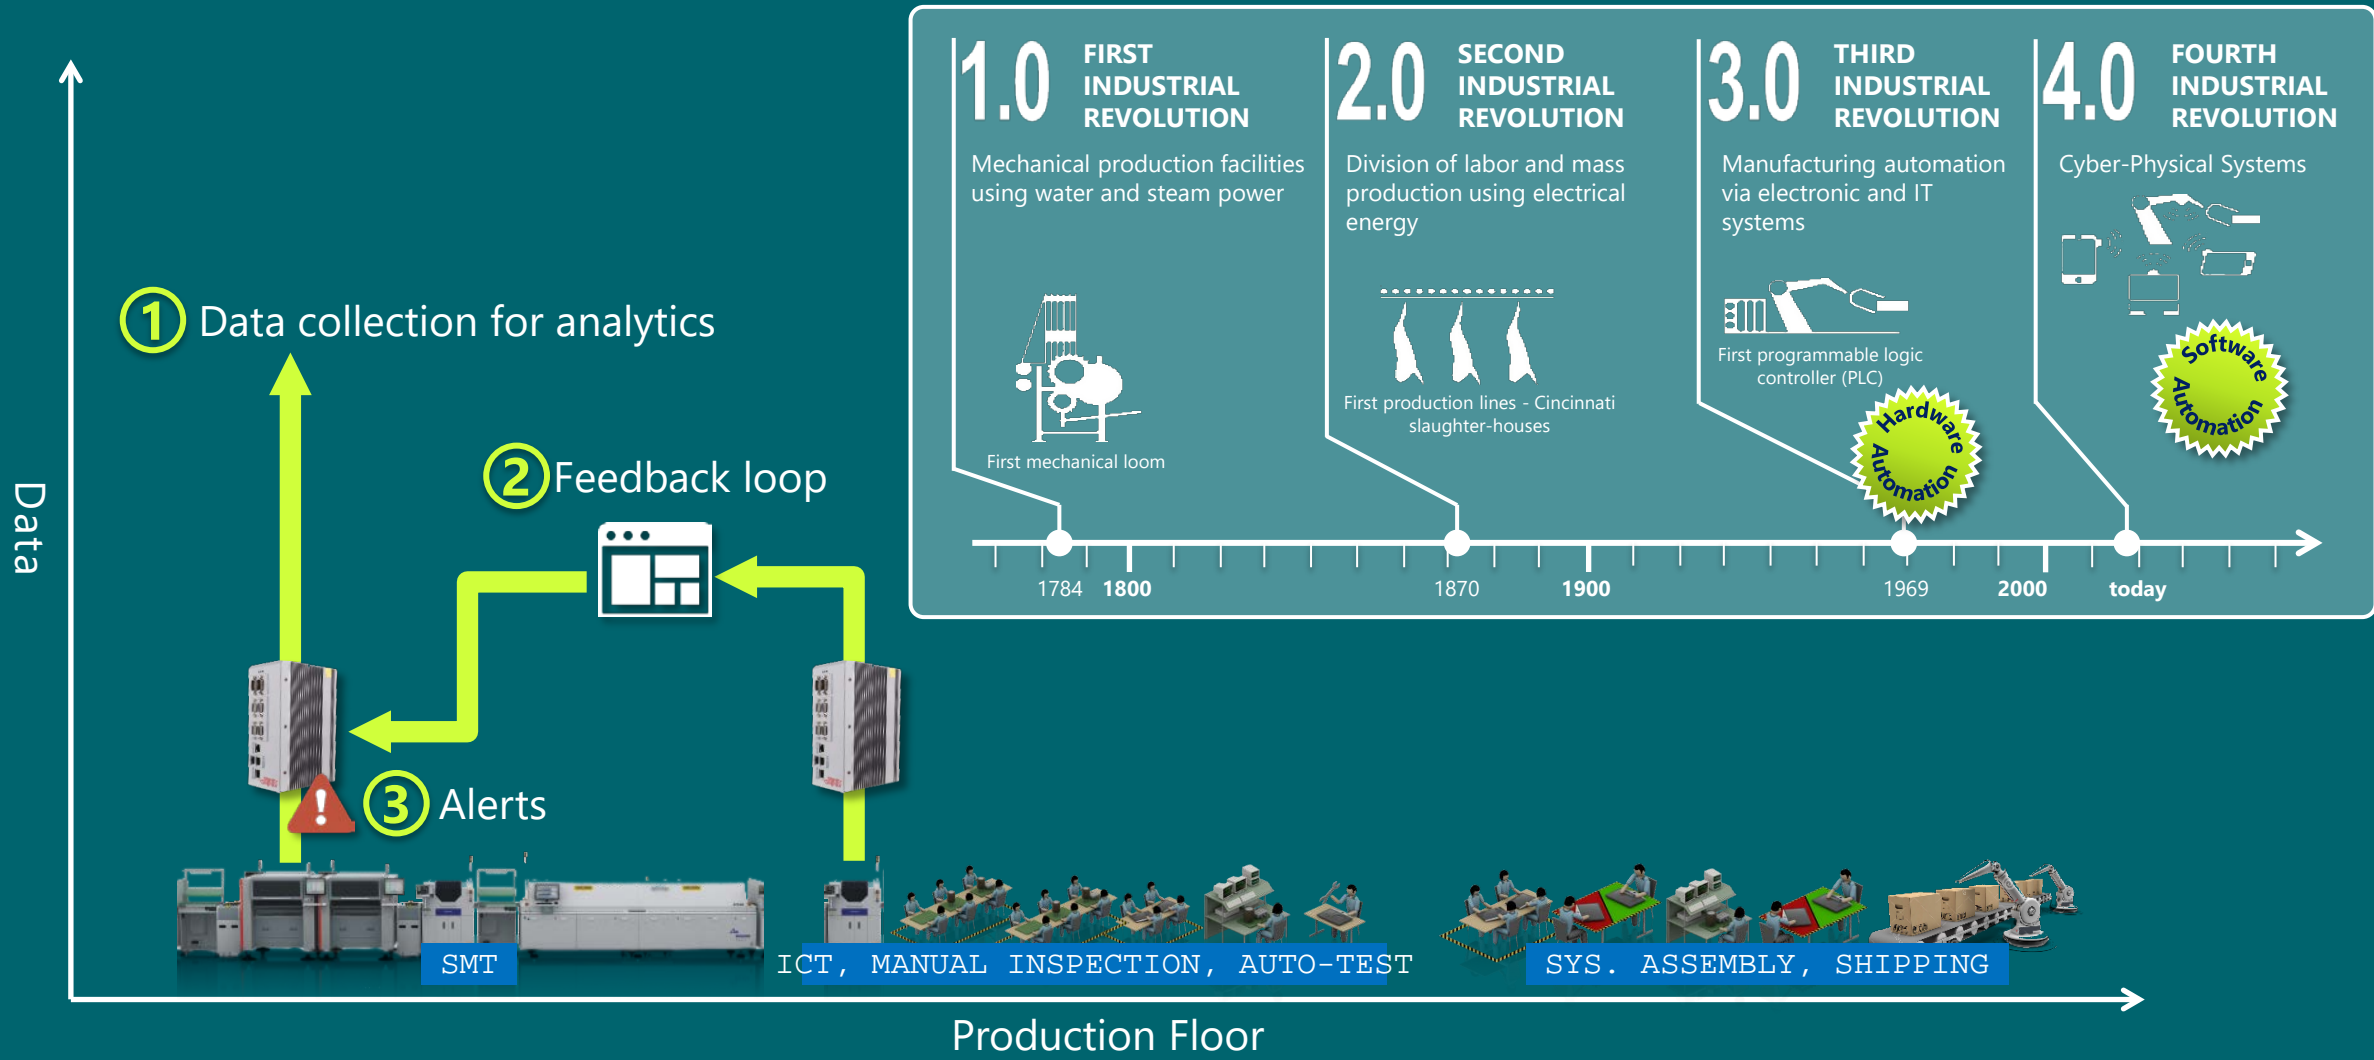 1.0
FIRST
INDUSTRIAL
REVOLUTION
Mechanical production facilities
using water and steam power
First mechanical loom
2.0
SECOND
INDUSTRIAL
REVOLUTION
Division of labor and mass
production using electrical
energy
First production lines - Cincinnati
slaughter-houses
3.0
THIRD
INDUSTRIAL
REVOLUTION
Manufacturing automation
via electronic and IT
systems
First programmable logic
controller (PLC)
Hardware
Automation
4.0
FOURTH
INDUSTRIAL
REVOLUTION
Cyber-Physical Systems
Software
Automation
1784 1800 1870 1900 1969 2000 today
Data
1 Data collection for analytics
2 Feedback loop
3 Alerts
SMT
ICT, MANUAL INSPECTION, AUTO-TEST
SYS. ASSEMBLY, SHIPPING
Production Floor